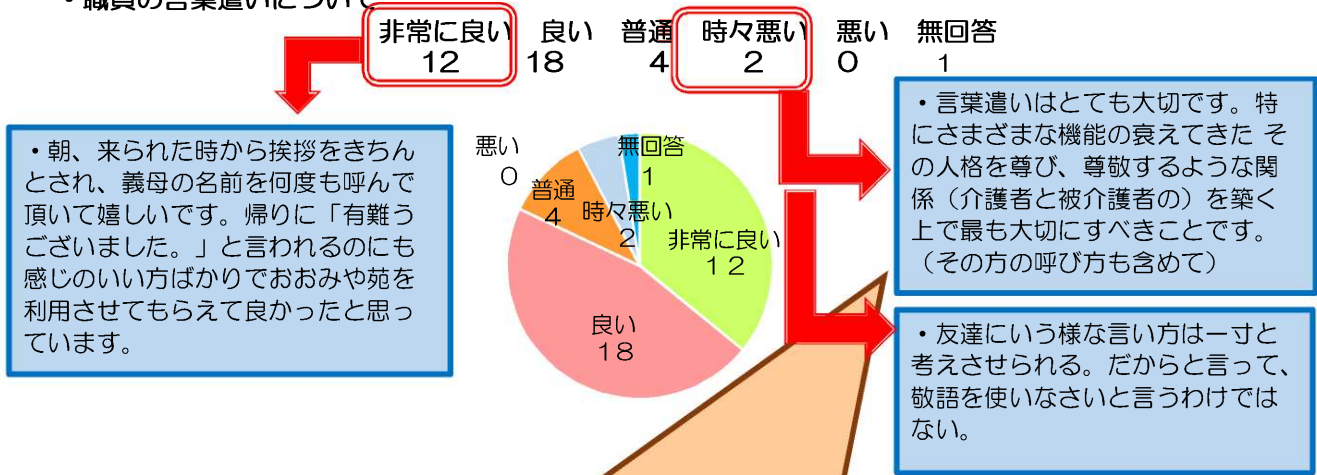 ・職員の言葉遣いについて
非常に良い 良い 普通 時々悪い 悪い 無回答
12 18 4 2 0 1
・朝、来られた時から挨拶をきちん
とされ、義母の名前を何度も呼んで
頂いて嬉しいです。帰りに「有難う
ございました。」と言われるのにも
感じのいい方ばかりでおおみや苑を
利用させてもらえて良かったと思っ
ています。
悪い
0
無回答
1
普通
4
時々悪い
2
非常に良い
12
良い
18
・言葉遣いはとても大切です。特
にさまざまな機能の衰えてきた そ
の人格を尊び、尊敬するような関
係（介護者と被介護者の）を築く
上で最も大切にすべきことです。
（その方の呼び方も含めて）
・友達にいう様な言い方は一寸と
考えさせられる。だからと言って、
敬語を使いなさいと言うわけでは
ない。